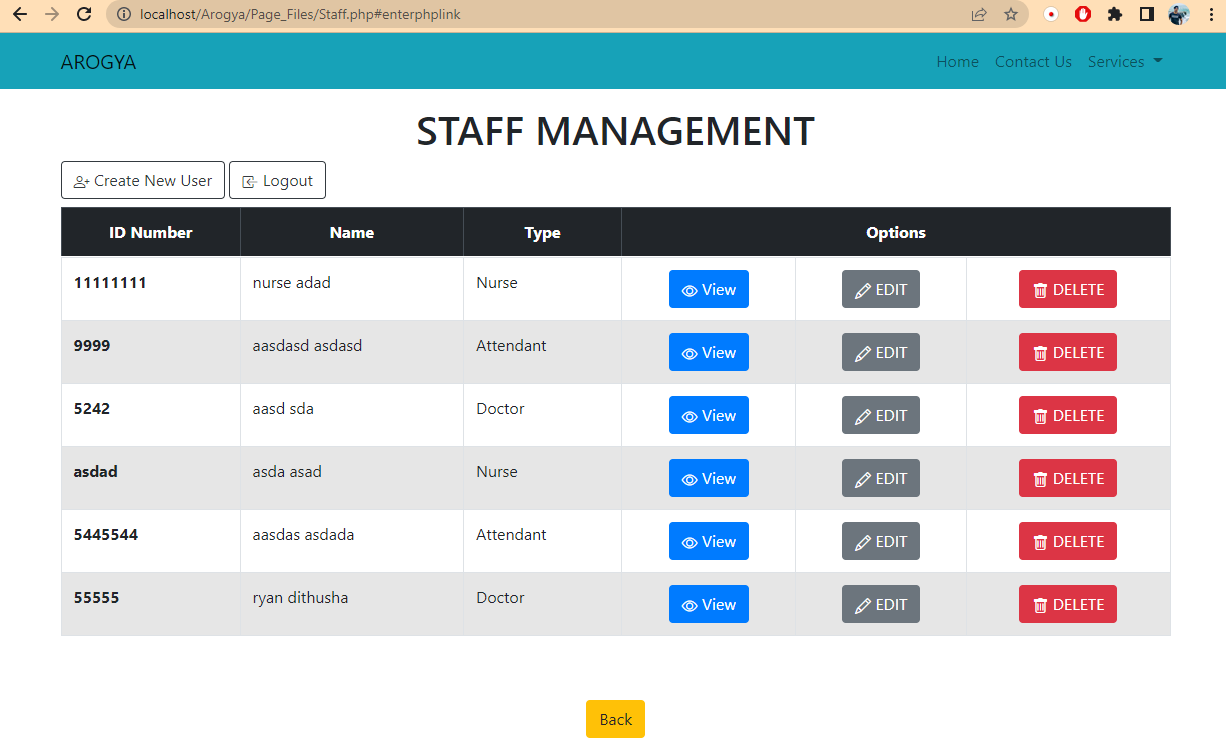 localhost/Arogya/Page_Files/Staff.php#enterphplink
AROGYA Home Contact Us Services
STAFF MANAGEMENT
Create New User Logout
ID Number Name Type Options
11111111 nurse adad Nurse View EDIT DELETE
9999 aasdasd asdasd Attendant View EDIT DELETE
5242 aasd sda Doctor View EDIT DELETE
asdad asda asad Nurse View EDIT DELETE
5445544 aasdas asdada Attendant View EDIT DELETE
55555 ryan dithusha Doctor View EDIT DELETE
Back